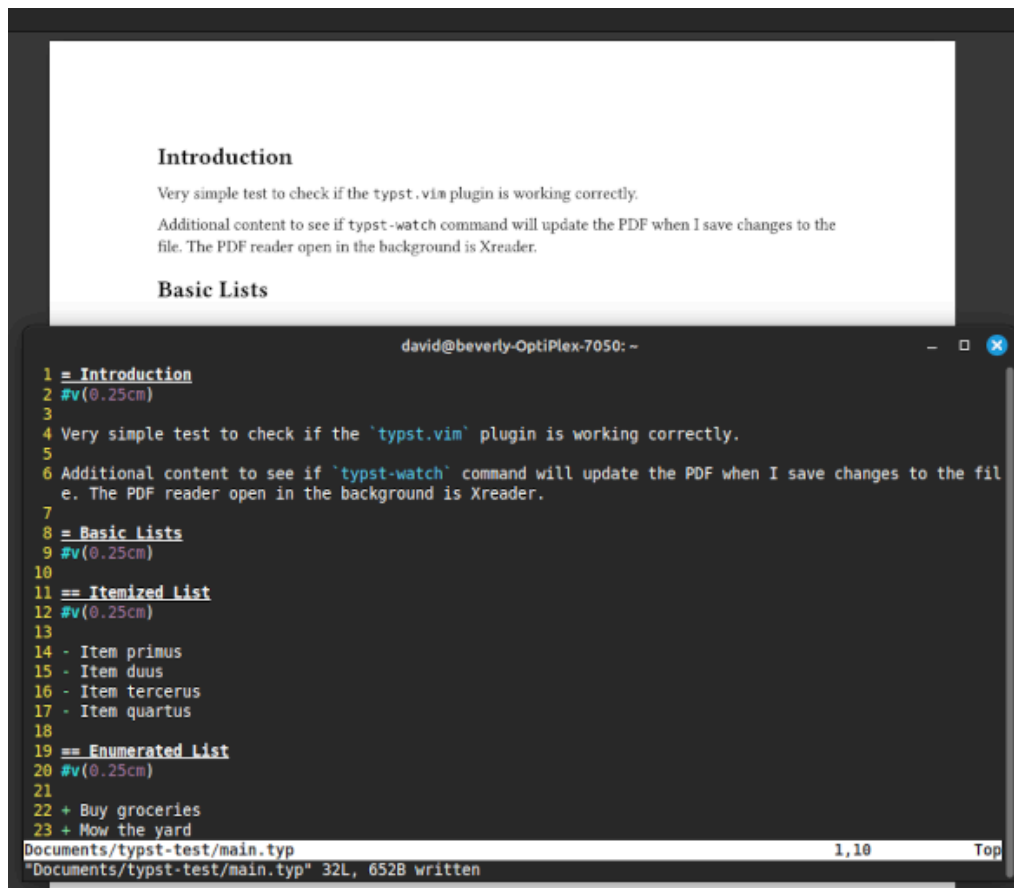 Introduction
Very simple test to check if the typst.vim plugin is working correctly.
Additional content to see if typst-watch command will update the PDF when I save changes to the
file. The PDF reader open in the background is Xreader.
Basic Lists
david@beverly-OptiPlex-7050: ~
1 = Introduction
2 #v(0.25cm)
3
4 Very simple test to check if the `typst.vim` plugin is working correctly.
5
6 Additional content to see if `typst-watch` command will update the PDF when I save changes to the fil
e. The PDF reader open in the background is Xreader.
7
8 = Basic Lists
9 #v(0.25cm)
10
11 == Itemized List
12 #v(0.25cm)
13
14 - Item primus
15 - Item duus
16 - Item tercerus
17 - Item quartus
18
19 == Enumerated List
20 #v(0.25cm)
21
22 + Buy groceries
23 + Mow the yard
Documents/typst-test/main.typ 1,10 Top
"Documents/typst-test/main.typ" 32L, 652B written